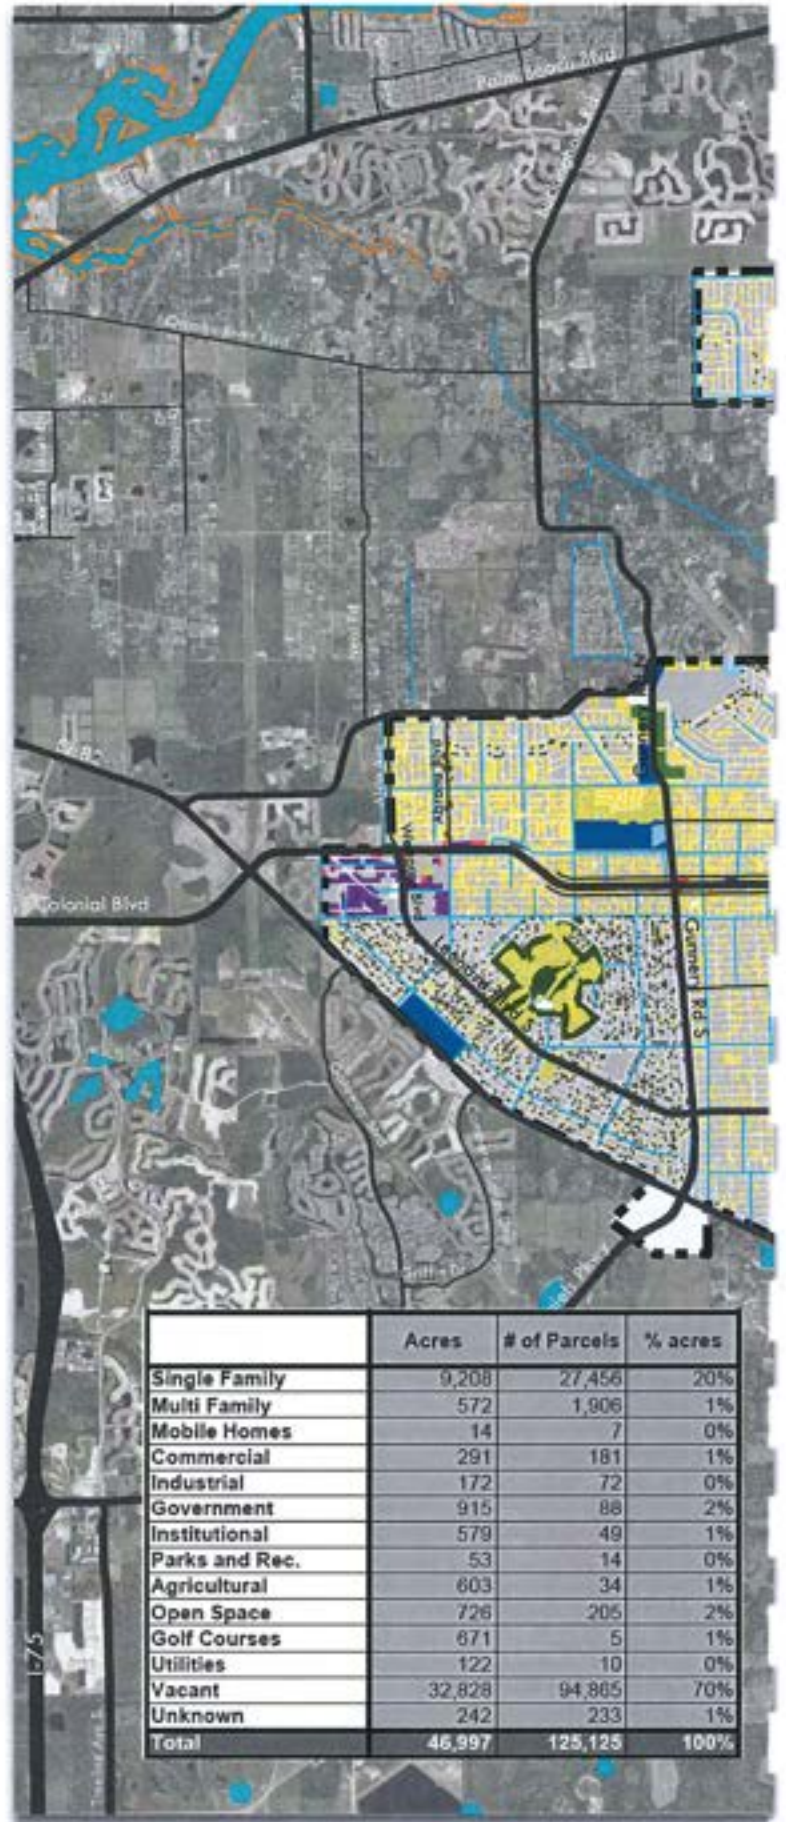 Palm Beach Blvd
SR 82
Colonial Blvd
Blvd
Gunnery Rd S
I-75
Acres # of Parcels % acres
Single Family 9,208 27,456 20%
Multi Family 572 1,906 1%
Mobile Homes 14 7 0%
Commercial 291 181 1%
Industrial 172 72 0%
Government 915 88 2%
Institutional 579 49 1%
Parks and Rec. 53 14 0%
Agricultural 603 34 1%
Open Space 726 205 2%
Golf Courses 671 5 1%
Utilities 122 10 0%
Vacant 32,828 94,865 70%
Unknown 242 233 1%
Total 46,997 125,125 100%